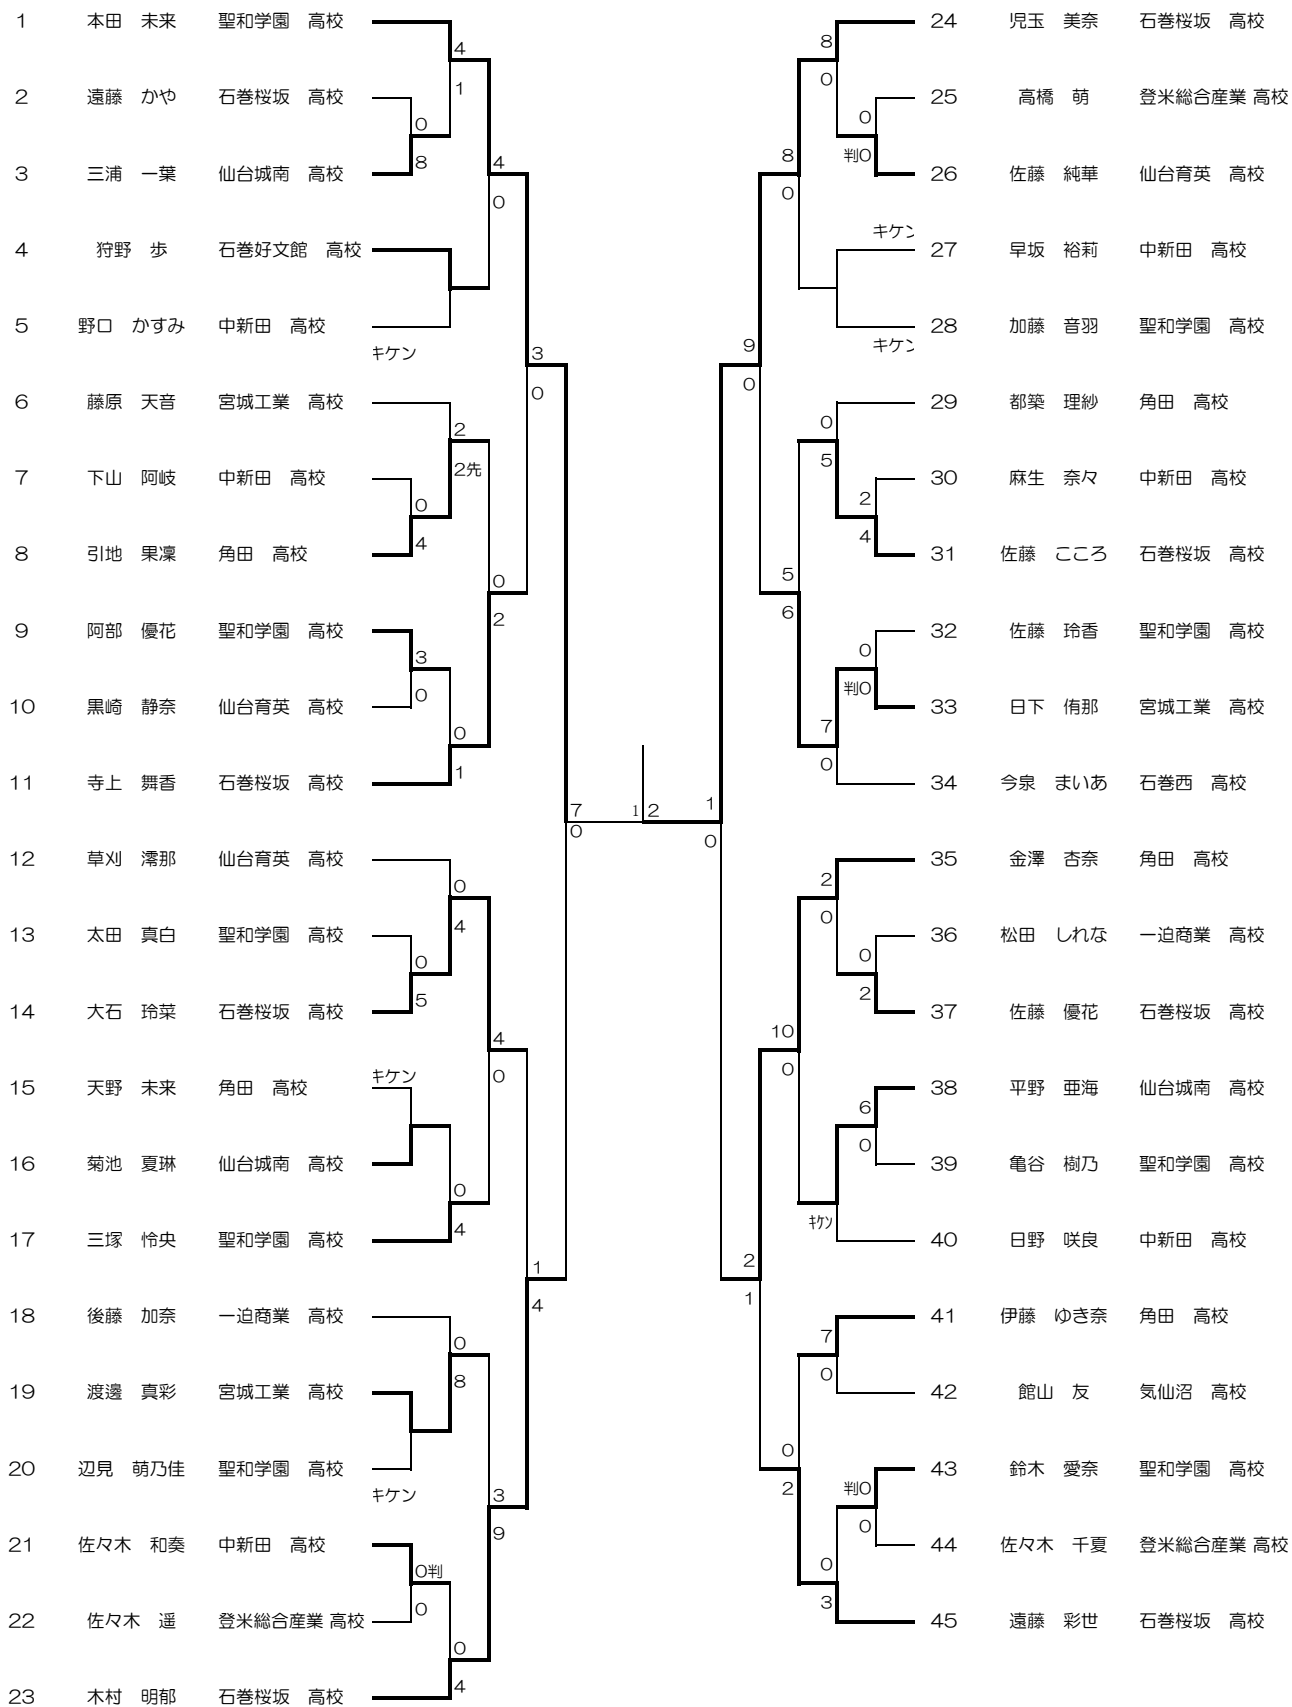 1 本田 未来 聖和学園 高校
4
1
2 遠藤 かや 石巻桜坂 高校
0
8
3 三浦 一葉 仙台城南 高校
4
0
4 狩野 歩 石巻好文館 高校
5 野口 かすみ 中新田 高校
キケン
3
0
6 藤原 天音 宮城工業 高校
2
2先
7 下山 阿岐 中新田 高校
0
4
8 引地 果凜 角田 高校
0
2
9 阿部 優花 聖和学園 高校
3
0
10 黒崎 静奈 仙台育英 高校
0
1
11 寺上 舞香 石巻桜坂 高校
7
0
12 草刈 澪那 仙台育英 高校
0
4
13 太田 真白 聖和学園 高校
0
5
14 大石 玲菜 石巻桜坂 高校
4
0
キケン
15 天野 未来 角田 高校
16 菊池 夏琳 仙台城南 高校
0
4
17 三塚 怜央 聖和学園 高校
1
4
18 後藤 加奈 一迫商業 高校
0
8
19 渡邊 真彩 宮城工業 高校
20 辺見 萌乃佳 聖和学園 高校
キケン
3
9
21 佐々木 和奏 中新田 高校
0判
0
22 佐々木 遥 登米総合産業 高校
0
4
23 木村 明郁 石巻桜坂 高校
1 2
24 児玉 美奈 石巻桜坂 高校
8
0
25 高橋 萌 登米総合産業 高校
0
判0
26 佐藤 純華 仙台育英 高校
8
0
キケン
27 早坂 裕莉 中新田 高校
28 加藤 音羽 聖和学園 高校
キケン
9
0
29 都築 理紗 角田 高校
0
5
30 麻生 奈々 中新田 高校
2
4
31 佐藤 こころ 石巻桜坂 高校
5
6
32 佐藤 玲香 聖和学園 高校
0
判0
33 日下 侑那 宮城工業 高校
7
0
34 今泉 まいあ 石巻西 高校
1
0
35 金澤 杏奈 角田 高校
2
0
36 松田 しれな 一迫商業 高校
0
2
37 佐藤 優花 石巻桜坂 高校
10
0
38 平野 亜海 仙台城南 高校
6
0
39 亀谷 樹乃 聖和学園 高校
キケン
40 日野 咲良 中新田 高校
2
1
41 伊藤 ゆき奈 角田 高校
7
0
42 館山 友 気仙沼 高校
0
2
43 鈴木 愛奈 聖和学園 高校
判0
0
44 佐々木 千夏 登米総合産業 高校
0
3
45 遠藤 彩世 石巻桜坂 高校